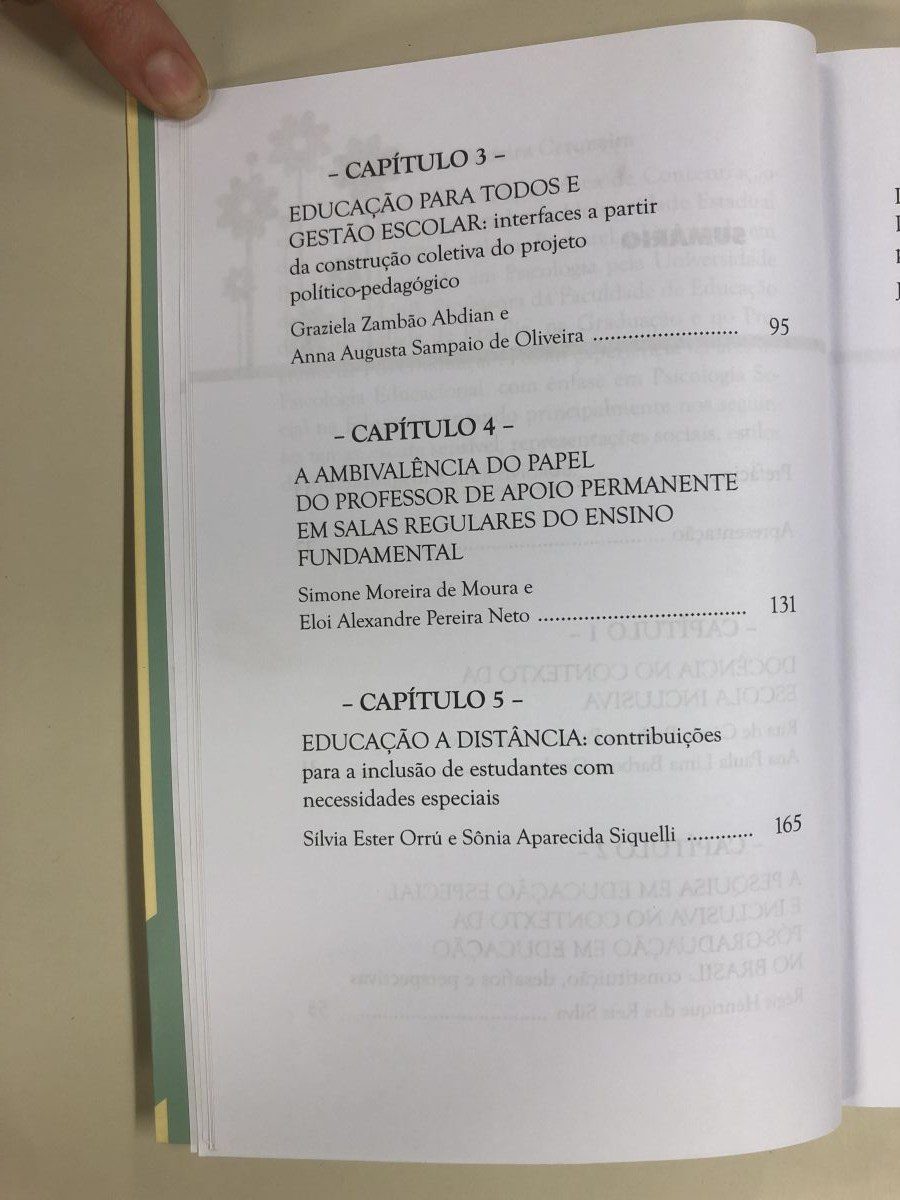 – CAPÍTULO 3 –
EDUCAÇÃO PARA TODOS E
GESTÃO ESCOLAR: interfaces a partir
da construção coletiva do projeto
político-pedagógico
Graziela Zambão Abdian e
Anna Augusta Sampaio de Oliveira ......................... 95
– CAPÍTULO 4 –
A AMBIVALÊNCIA DO PAPEL
DO PROFESSOR DE APOIO PERMANENTE
EM SALAS REGULARES DO ENSINO
FUNDAMENTAL
Simone Moreira de Moura e
Eloi Alexandre Pereira Neto .................................... 131
– CAPÍTULO 5 –
EDUCAÇÃO A DISTÂNCIA: contribuições
para a inclusão de estudantes com
necessidades especiais
Sílvia Ester Orrú e Sônia Aparecida Siquelli ............ 165